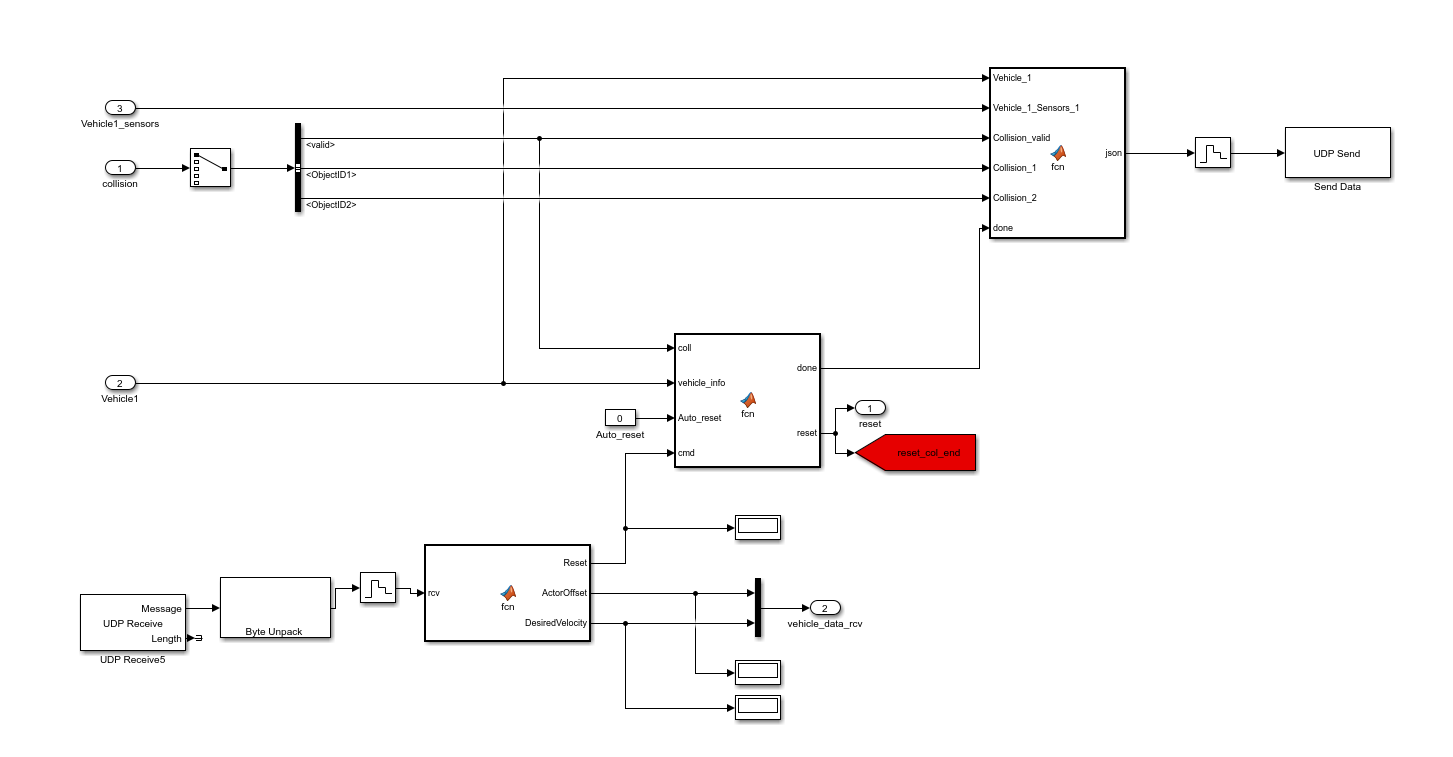 Vehicle_1
3
Vehicle1_sensors
Vehicle_1_Sensors_1
<valid>
Collision_valid
json
fcn
UDP Send
Send Data
1
collision
<ObjectID1>
Collision_1
<ObjectID2>
Collision_2
done
coll
done
2
Vehicle1
vehicle_info
fcn
0
Auto_reset
Auto_reset
reset
1
reset
cmd
reset_col_end
Reset
rcv
fcn
ActorOffset
DesiredVelocity
2
vehicle_data_rcv
Message
UDP Receive
Length
UDP Receive5
Byte Unpack